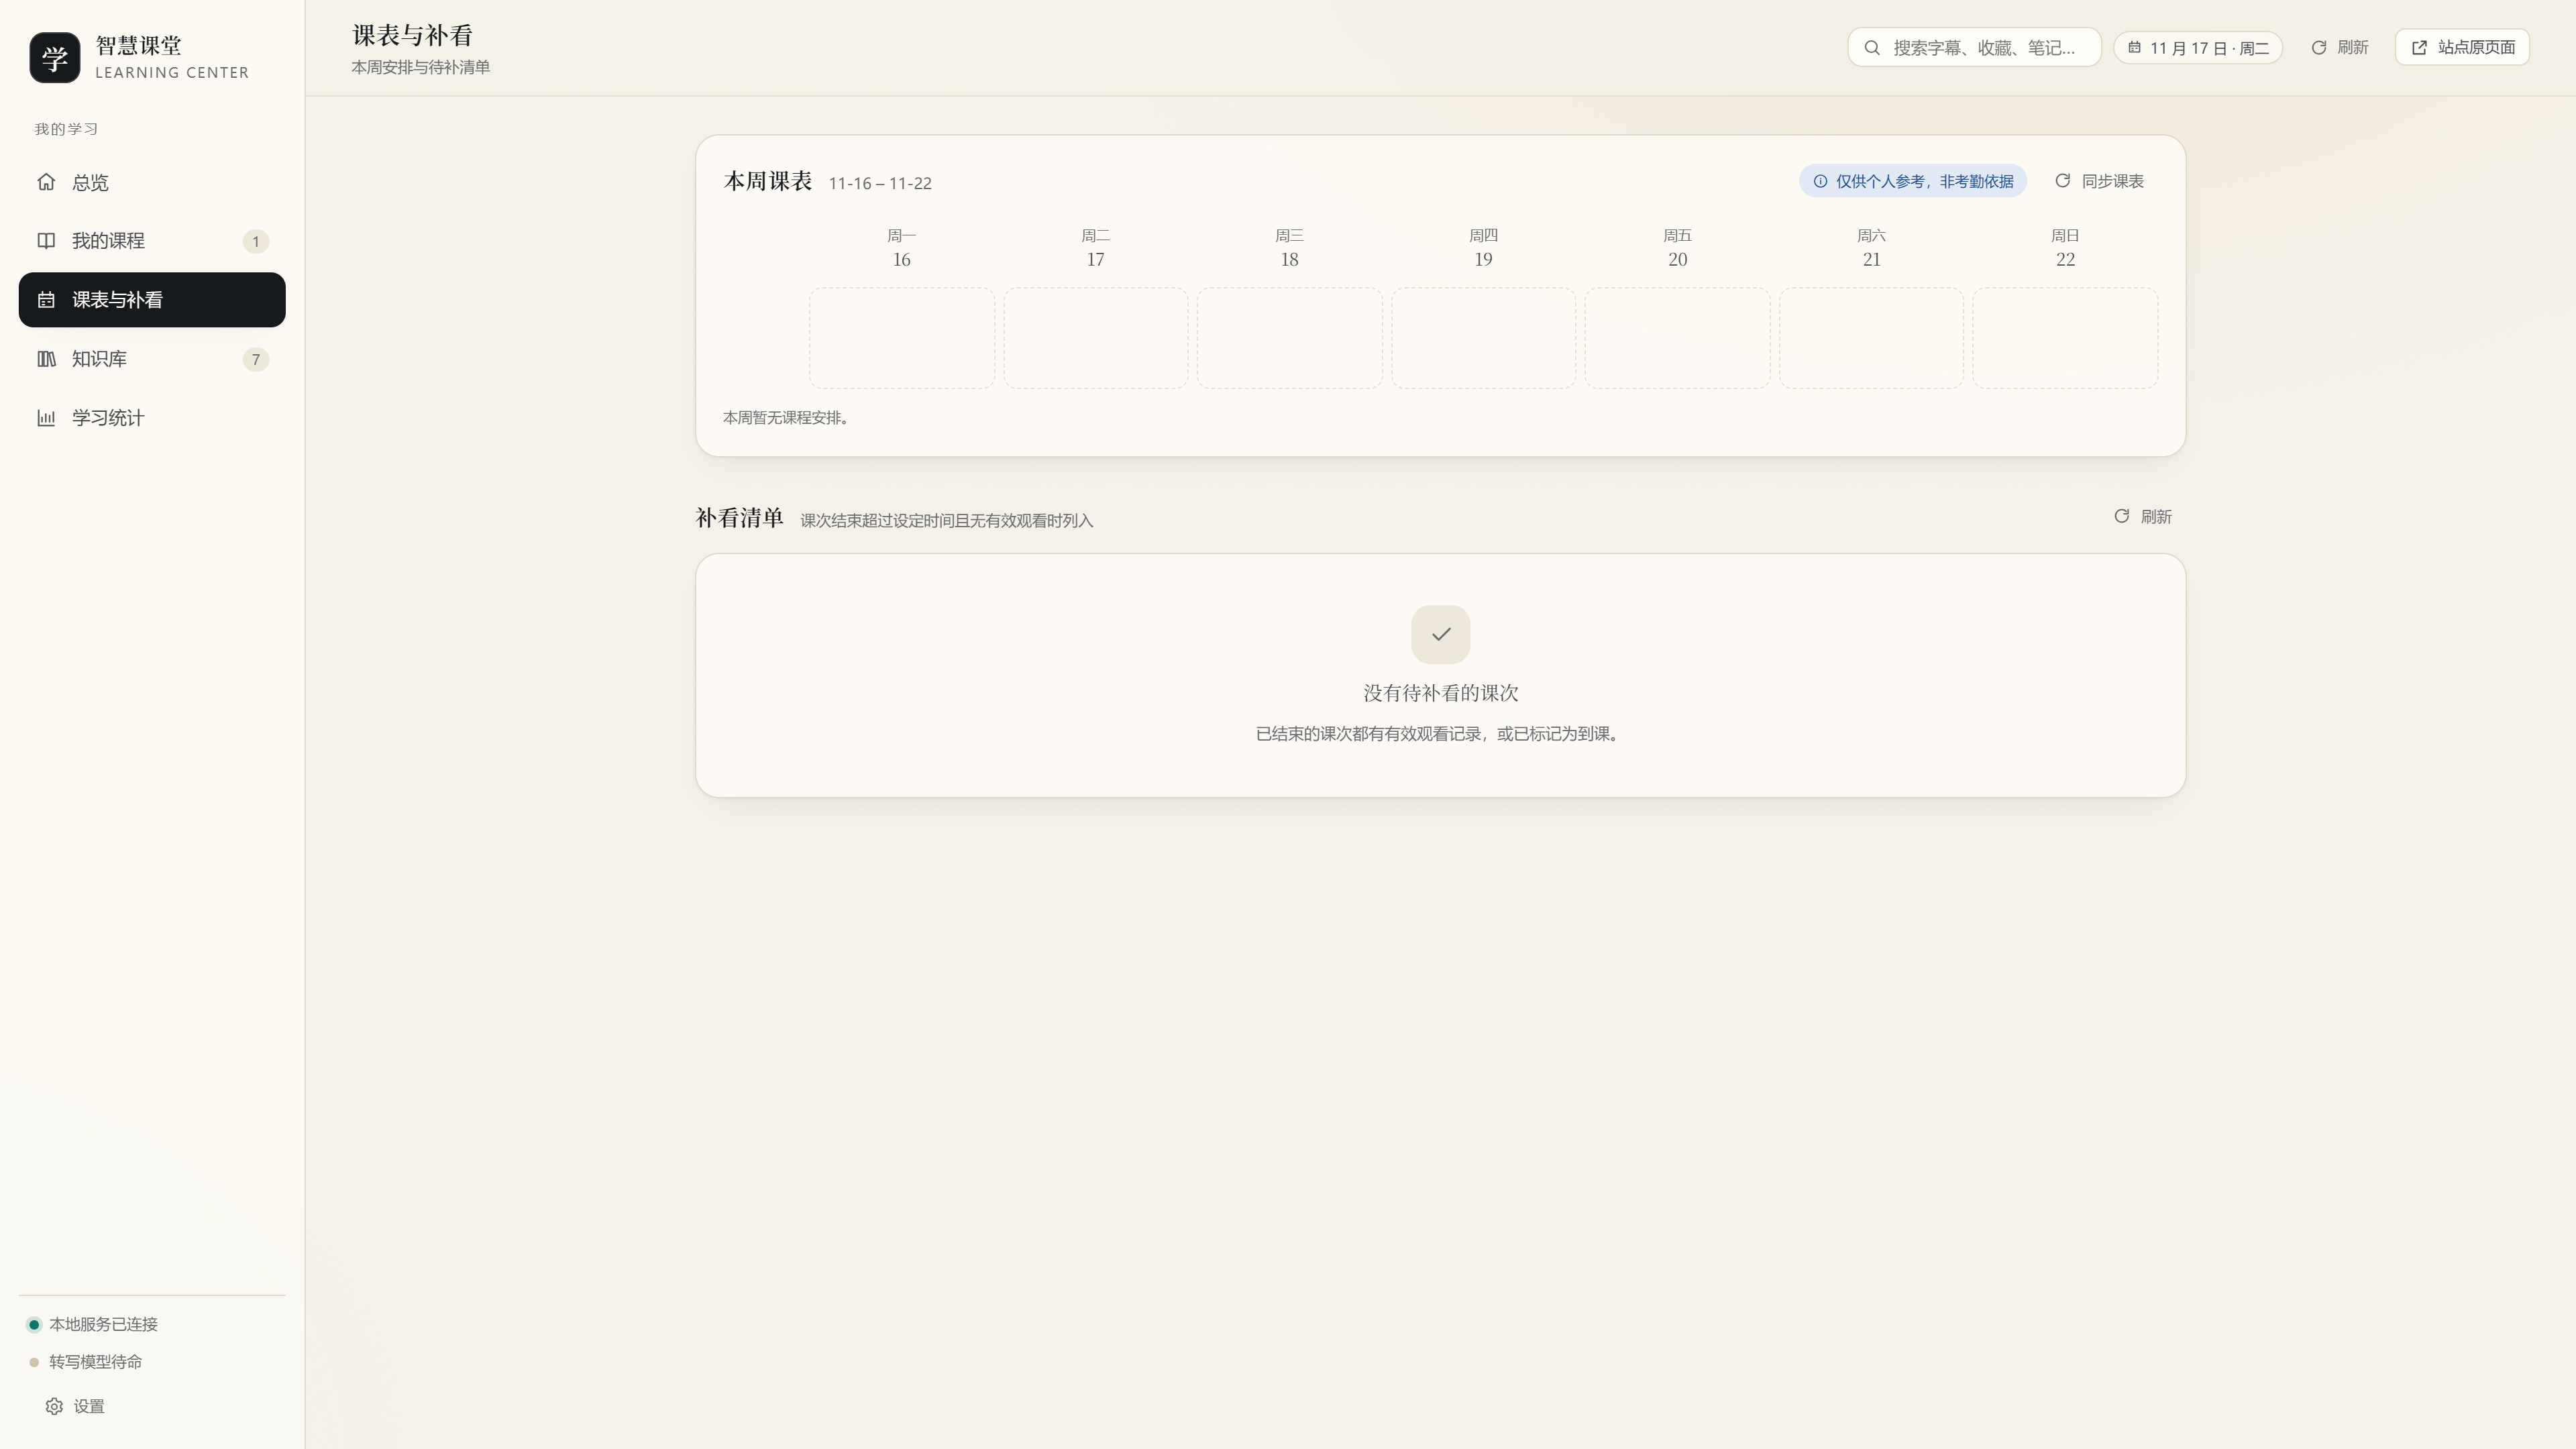 学
智慧课堂
LEARNING CENTER
我的学习
总览
我的课程 1
课表与补看
知识库 7
学习统计
本地服务已连接
转写模型待命
设置
课表与补看
本周安排与待补清单
搜索字幕、收藏、笔记...
11 月 17 日 · 周二
刷新
站点原页面
本周课表 11-16 – 11-22
仅供个人参考，非考勤依据
同步课表
周一 周二 周三 周四 周五 周六 周日
16 17 18 19 20 21 22
本周暂无课程安排。
补看清单 课次结束超过设定时间且无有效观看时列入
刷新
没有待补看的课次
已结束的课次都有有效观看记录，或已标记为到课。